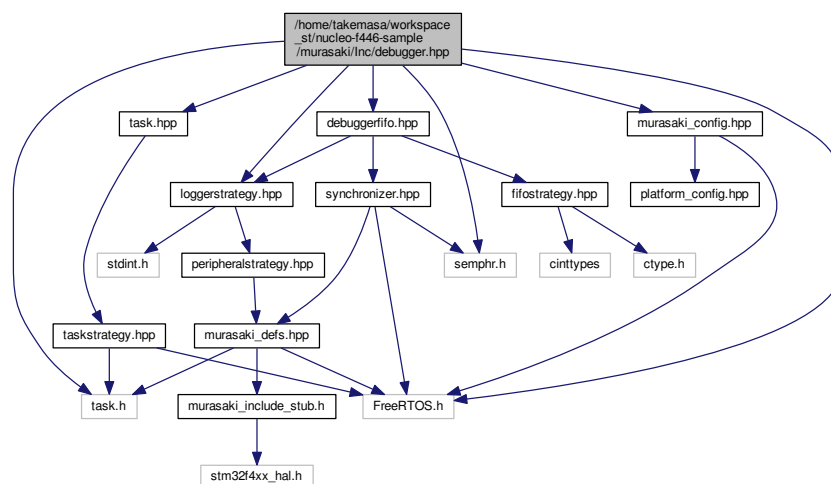 /home/takemasa/workspace
_st/nucleo-f446-sample
/murasaki/Inc/debugger.hpp
task.hpp
debuggerfifo.hpp
murasaki_config.hpp
loggerstrategy.hpp
synchronizer.hpp
fifostrategy.hpp
platform_config.hpp
stdint.h
peripheralstrategy.hpp
semphr.h
cinttypes
ctype.h
taskstrategy.hpp
murasaki_defs.hpp
task.h
murasaki_include_stub.h
FreeRTOS.h
stm32f4xx_hal.h